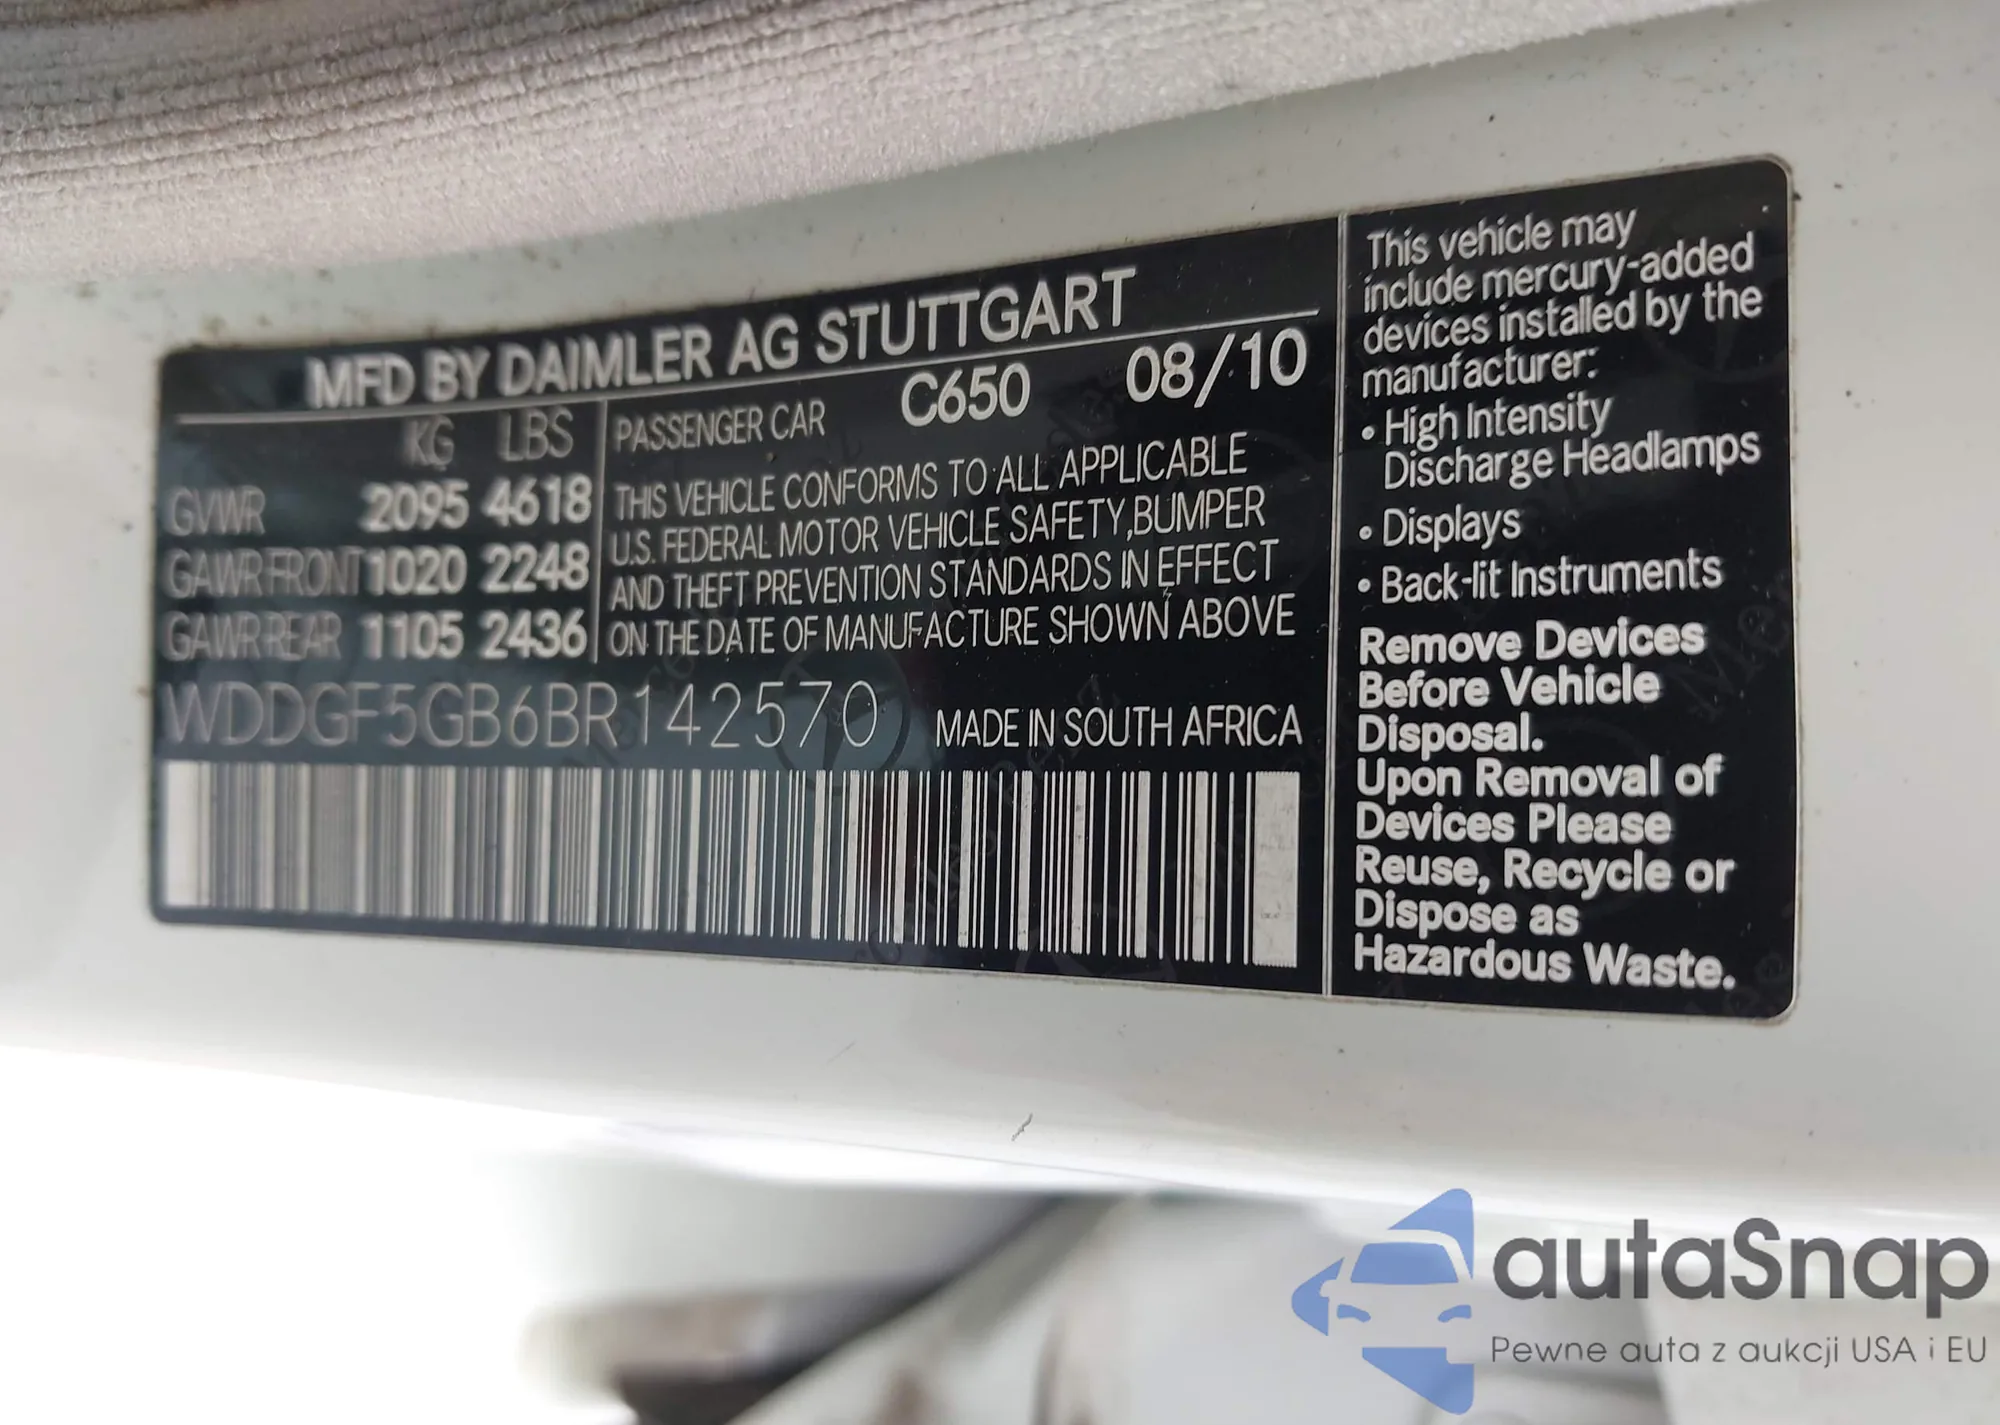 MFD BY DAIMLER AG STUTTGART
KG LBS
GVWR 2095 4618
GAWR FRONT 1020 2248
GAWR REAR 1105 2436
PASSENGER CAR C650 08/10
THIS VEHICLE CONFORMS TO ALL APPLICABLE
U.S. FEDERAL MOTOR VEHICLE SAFETY,BUMPER
AND THEFT PREVENTION STANDARDS IN EFFECT
ON THE DATE OF MANUFACTURE SHOWN ABOVE
WDDGF5GB6BR142570 MADE IN SOUTH AFRICA
This vehicle may
include mercury-added
devices installed by the
manufacturer:
• High Intensity
Discharge Headlamps
• Displays
• Back-lit Instruments
Remove Devices
Before Vehicle
Disposal.
Upon Removal of
Devices Please
Reuse, Recycle or
Dispose as
Hazardous Waste.
autaSnap
Pewne auta z aukcji USA i EU